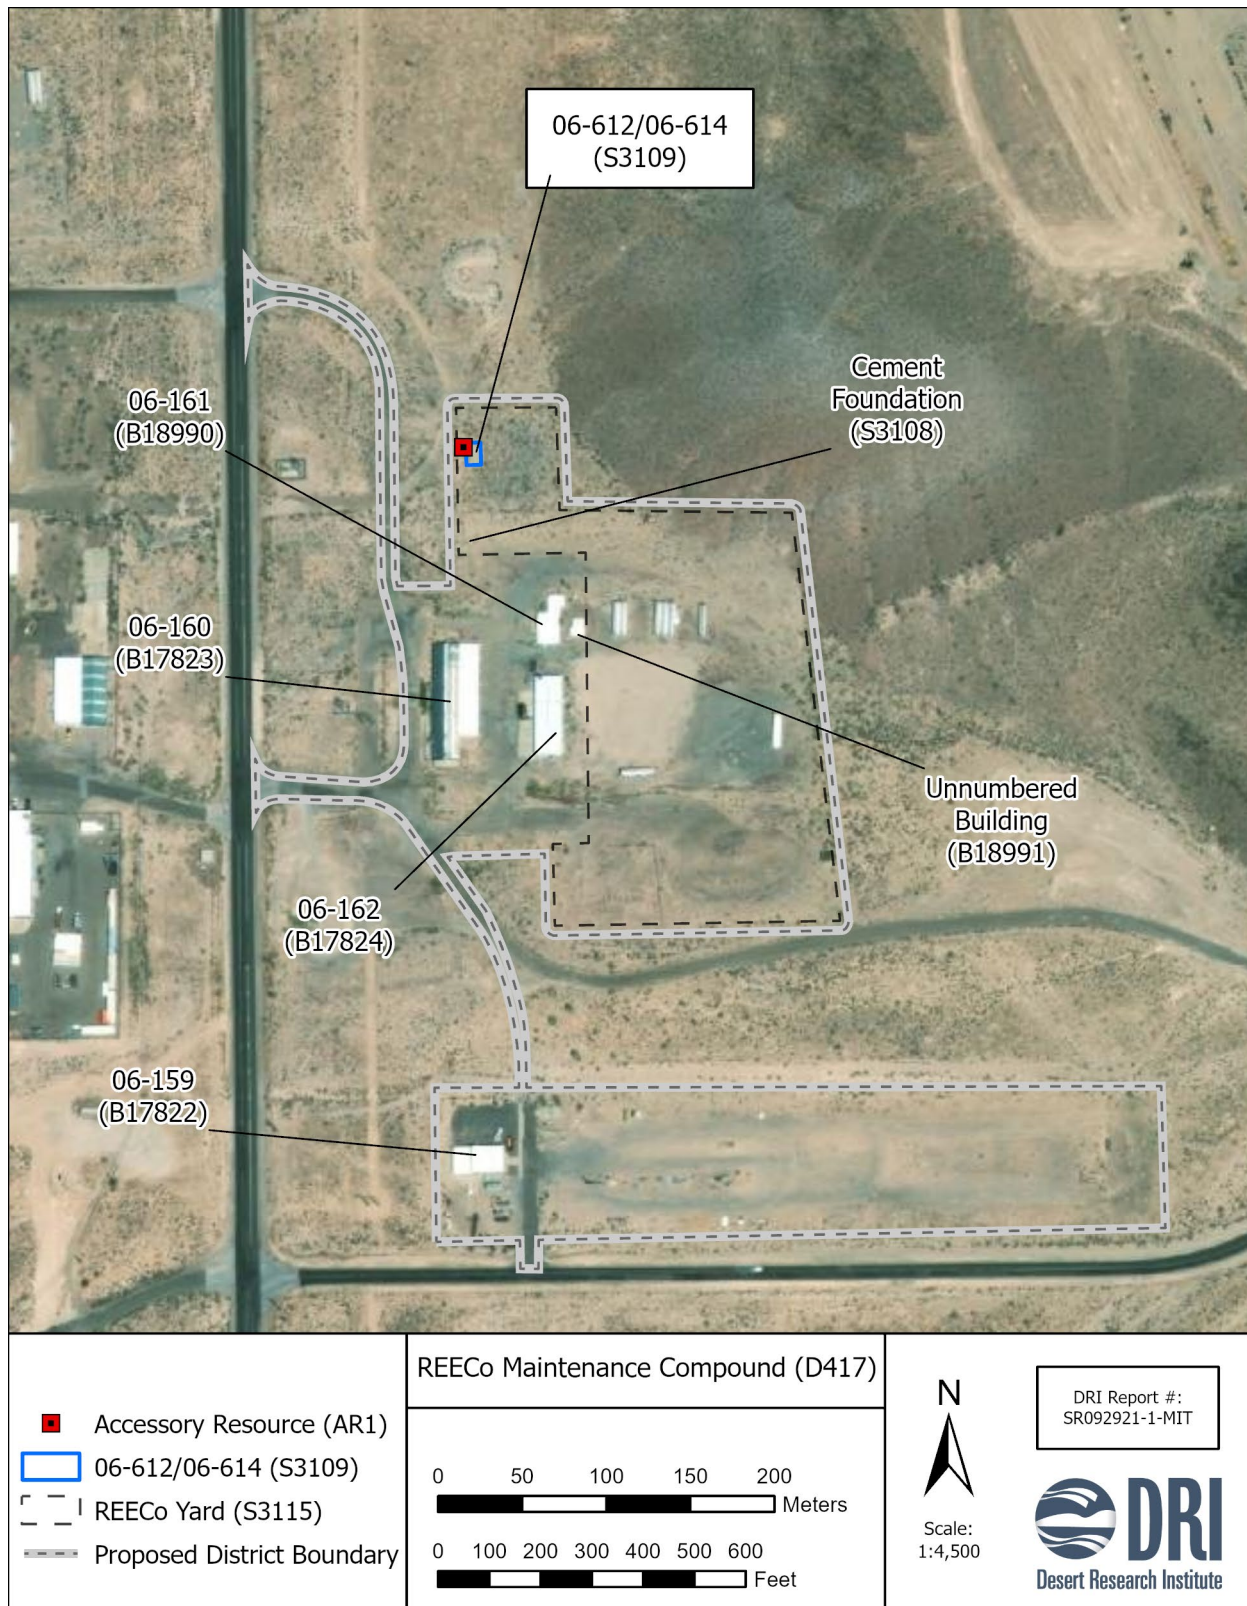 06-612/06-614
(S3109)
Cement
Foundation
(S3108)
06-161
(B18990)
06-160
(B17823)
Unnumbered
Building
(B18991)
06-162
(B17824)
06-159
(B17822)
Accessory Resource (AR1)
06-612/06-614 (S3109)
REECo Yard (S3115)
Proposed District Boundary
REECo Maintenance Compound (D417)
0 50 100 150 200
Meters
0 100 200 300 400 500 600
Feet
N
Scale:
1:4,500
DRI Report #:
SR092921-1-MIT
DRI
Desert Research Institute